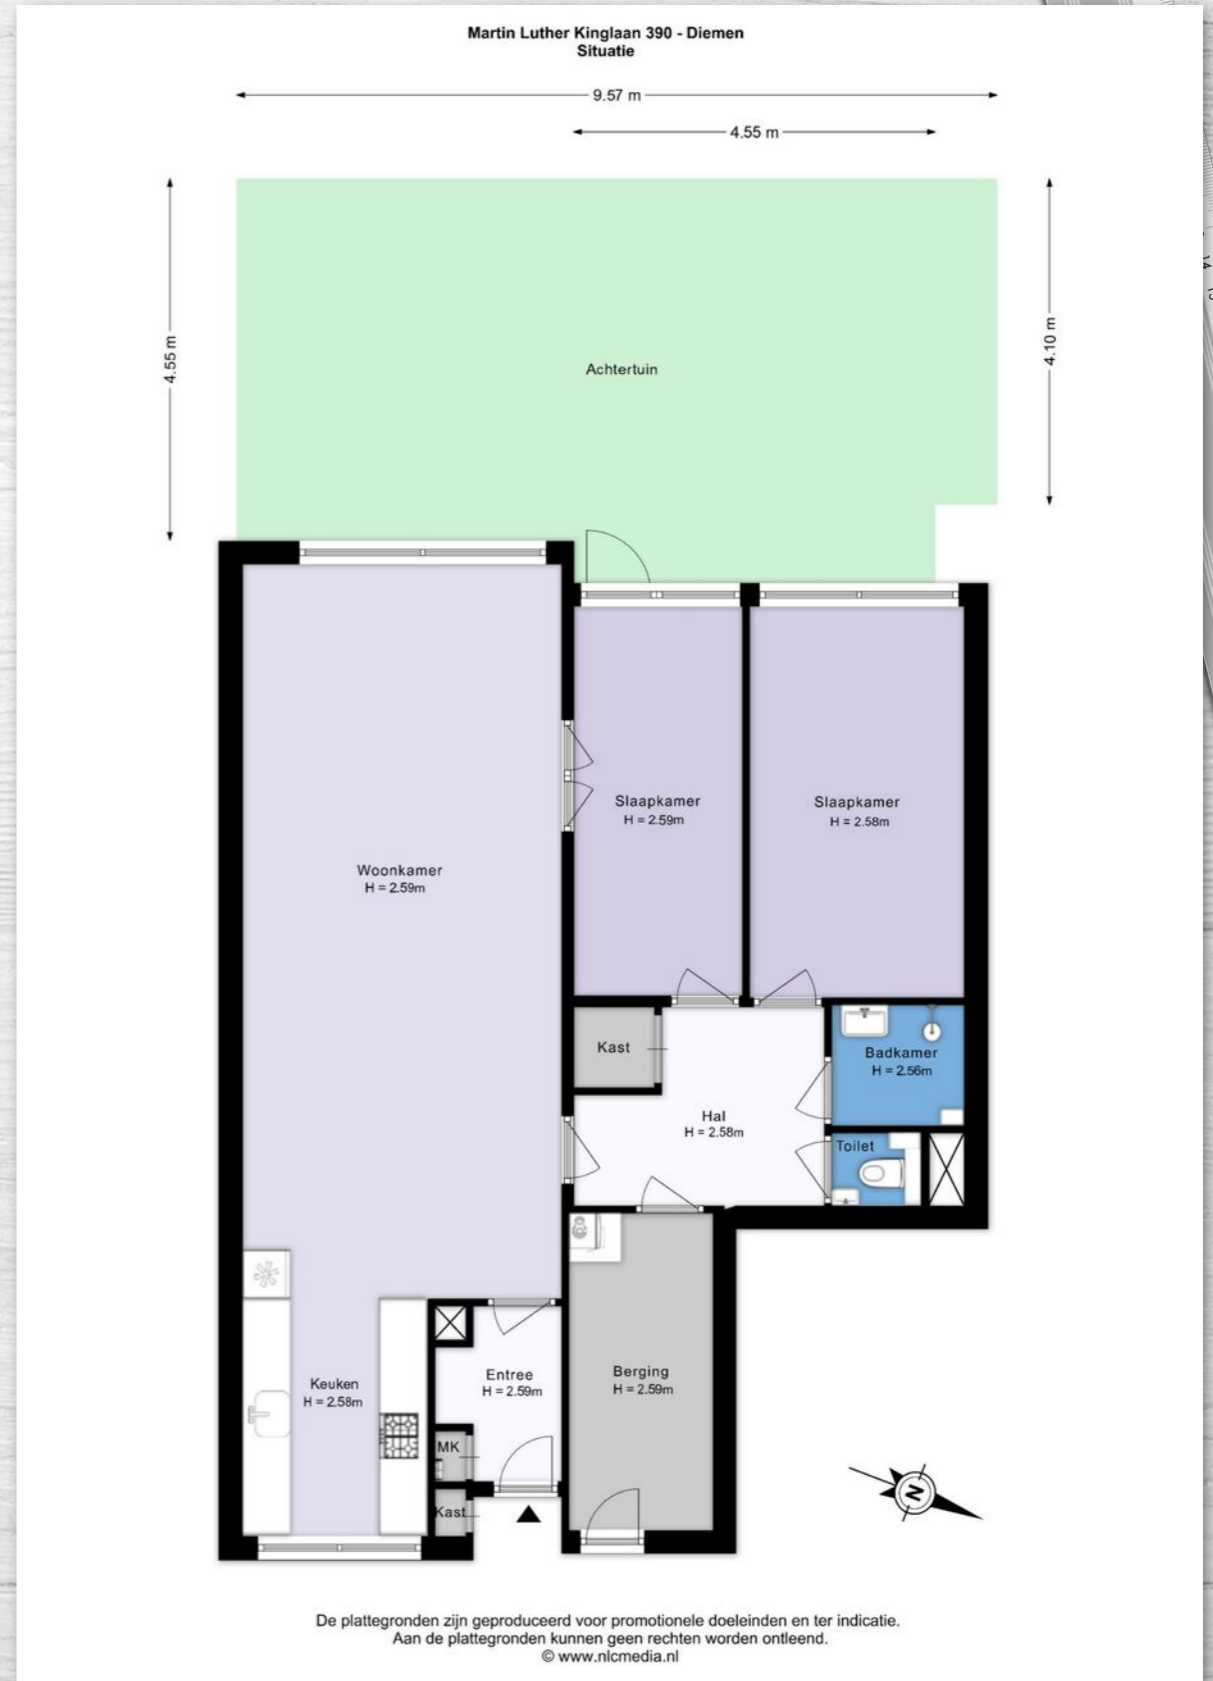 Martin Luther Kinglaan 390 - Diemen
Situatie
9.57 m
4.55 m
4.55 m
4.10 m
Achtertuin
Slaapkamer
H = 2.59m
Slaapkamer
H = 2.58m
Woonkamer
H = 2.59m
Kast
Badkamer
H = 2.56m
Hal
H = 2.58m
Toilet
Entree
H = 2.59m
Berging
H = 2.59m
Keuken
H = 2.58m
MK
Kast
N
De plattegronden zijn geproduceerd voor promotionele doeleinden en ter indicatie.
Aan de plattegronden kunnen geen rechten worden ontleend.
© www.nlcmedia.nl